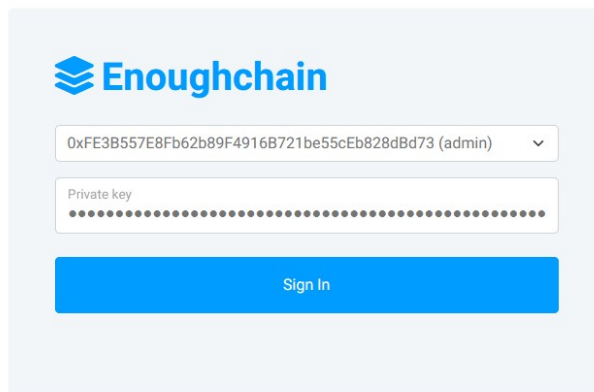 Enoughchain
0xFE3B557E8Fb62b89F4916B721be55cEb828dBd73 (admin)
Private key
Sign In